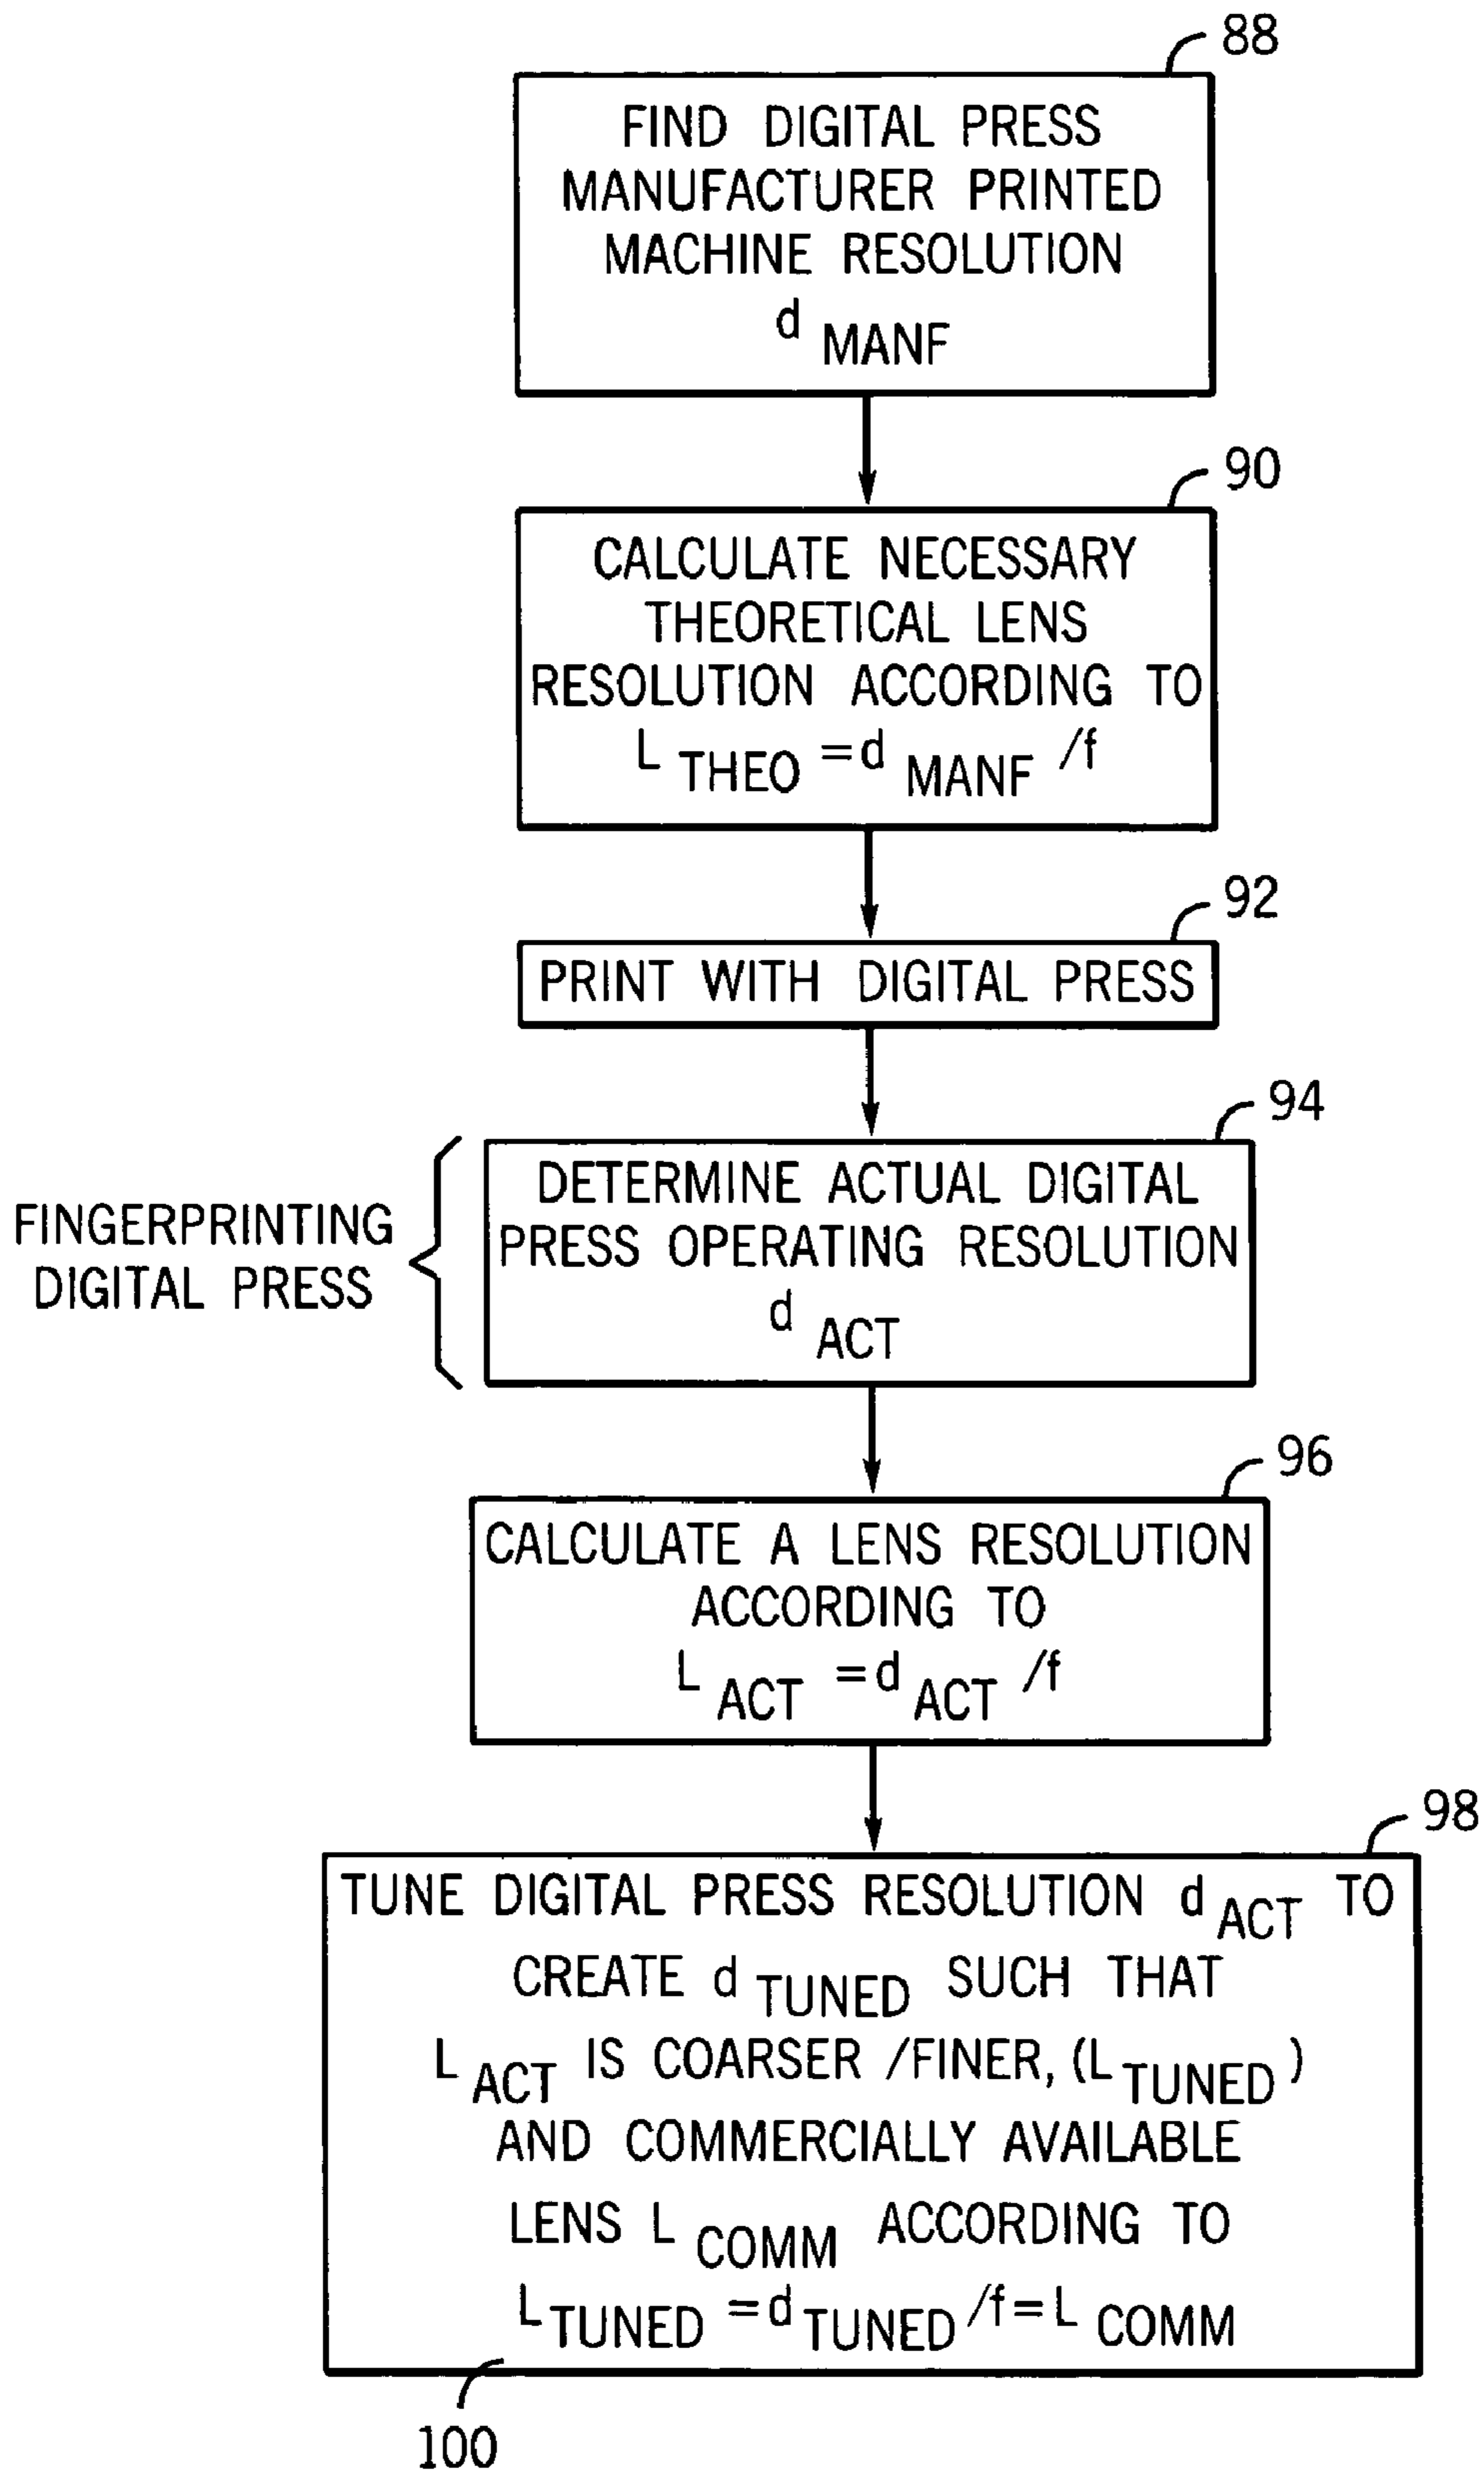 88
FIND DIGITAL PRESS
MANUFACTURER PRINTED
MACHINE RESOLUTION
d MANF
90
CALCULATE NECESSARY
THEORETICAL LENS
RESOLUTION ACCORDING TO
L THEO = d MANF /f
92
PRINT WITH DIGITAL PRESS
94
FINGERPRINTING
DIGITAL PRESS
DETERMINE ACTUAL DIGITAL
PRESS OPERATING RESOLUTION
d ACT
96
CALCULATE A LENS RESOLUTION
ACCORDING TO
L ACT = d ACT /f
98
TUNE DIGITAL PRESS RESOLUTION d ACT TO
CREATE d TUNED SUCH THAT
L ACT IS COARSER /FINER, (L TUNED )
AND COMMERCIALLY AVAILABLE
LENS L COMM ACCORDING TO
L TUNED = d TUNED /f = L COMM
100